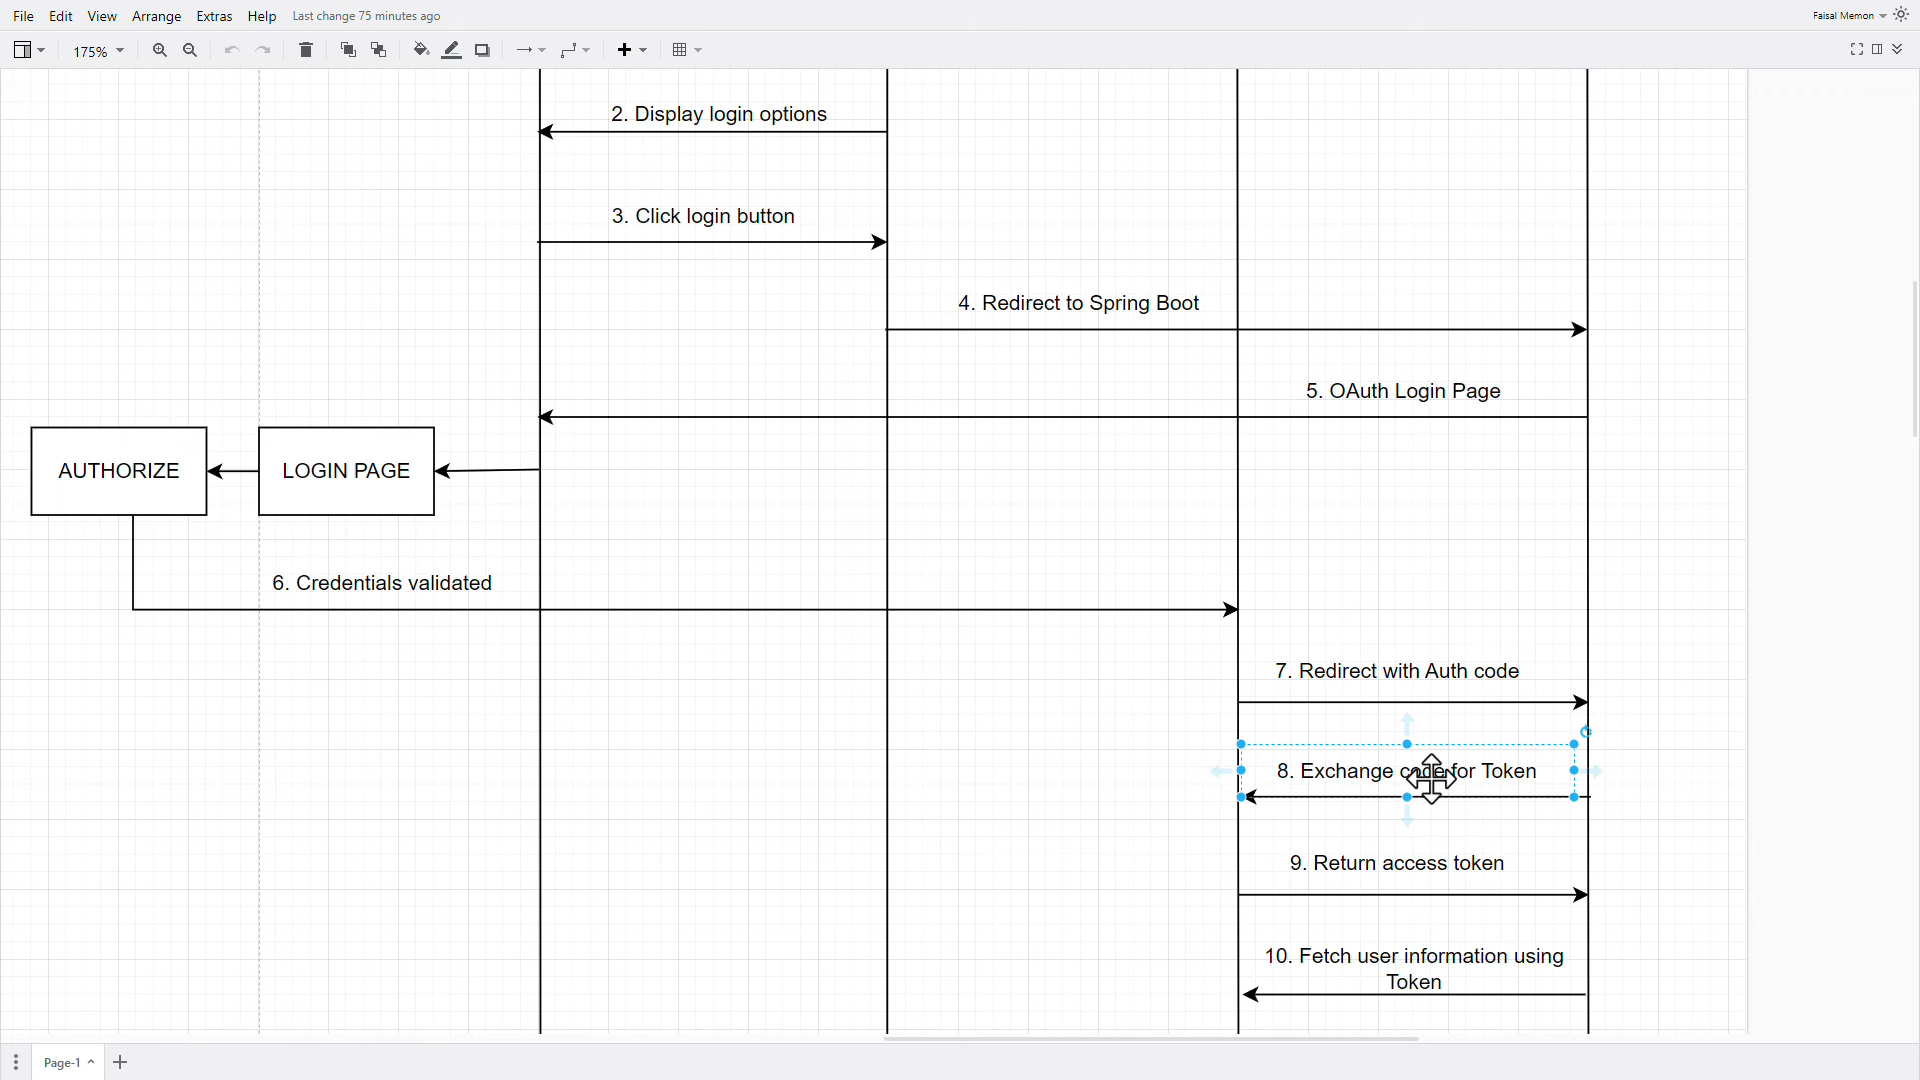 File Edit View Arrange Extras Help Last change 75 minutes ago
Faisal Memon
175%
2. Display login options
3. Click login button
4. Redirect to Spring Boot
5. OAuth Login Page
AUTHORIZE
LOGIN PAGE
6. Credentials validated
7. Redirect with Auth code
8. Exchange code for Token
9. Return access token
10. Fetch user information using
Token
Page-1